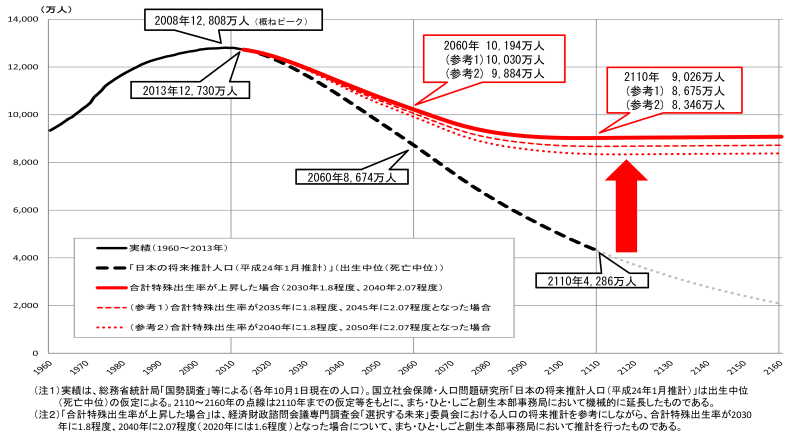 (万人)
14,000
12,000
10,000
8,000
6,000
4,000
2,000
0
2008年12,808万人（概ねピーク）
2013年12,730万人
2060年 10,194万人
（参考1）10,030万人
（参考2） 9,884万人
2110年 9,026万人
（参考1） 8,675万人
（参考2） 8,346万人
2060年8,674万人
2110年4,286万人
実績（1960～2013年）
「日本の将来推計人口（平成24年1月推計）」（出生中位（死亡中位））
合計特殊出生率が上昇した場合（2030年1.8程度、2040年2.07程度）
（参考１）合計特殊出生率が2035年に1.8程度、2045年に2.07程度となった場合
（参考２）合計特殊出生率が2040年に1.8程度、2050年に2.07程度となった場合
1960 1970 1980 1990 2000 2010 2020 2030 2040 2050 2060 2070 2080 2090 2100 2110 2120 2130 2140 2150 2160
（注１）実績は、総務省統計局「国勢調査」等による（各年10月1日現在の人口）。国立社会保障・人口問題研究所「日本の将来推計人口（平成24年1月推計）」は出生中位
（死亡中位）の仮定による。2110～2160年の点線は2110年までの仮定等をもとに、まち・ひと・しごと創生本部事務局において機械的に延長したものである。
（注２）「合計特殊出生率が上昇した場合」は、経済財政諮問会議専門調査会「選択する未来」委員会における人口の将来推計を参考にしながら、合計特殊出生率が2030
年に1.8程度、2040年に2.07程度（2020年には1.6程度）となった場合について、まち・ひと・しごと創生本部事務局において推計を行ったものである。